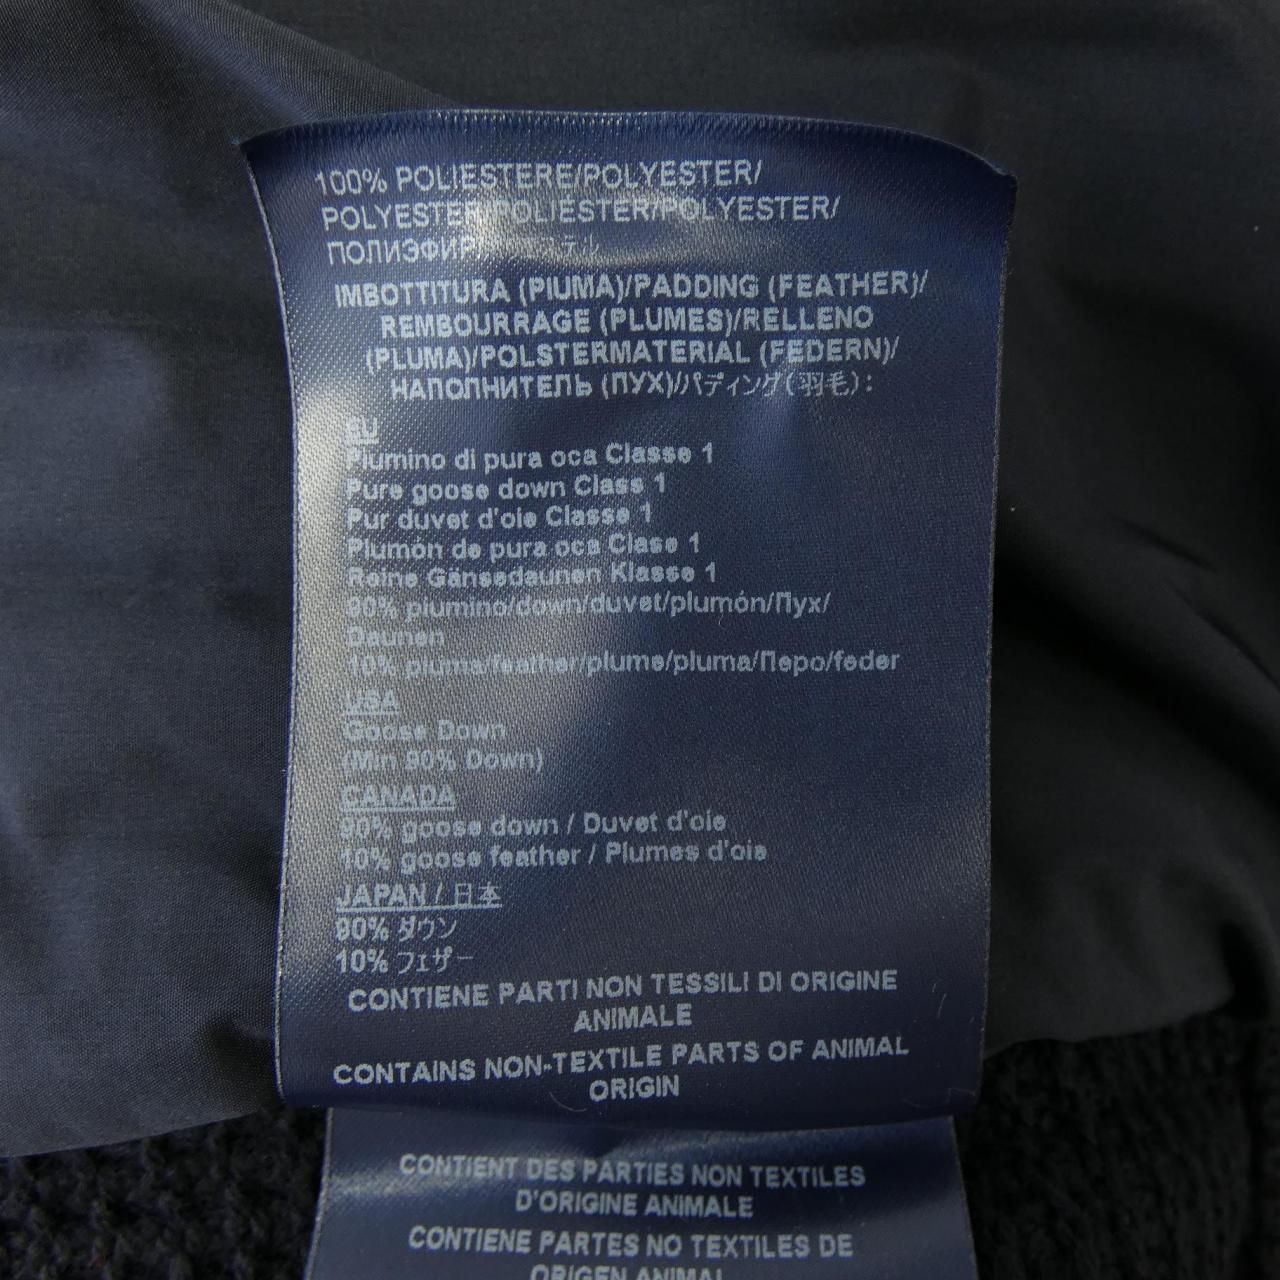 100% POLIESTERE/POLYESTER/
POLYESTER/POLIESTER/POLYESTER/
ПОЛИЭФИР
IMBOTTITURA (PIUMA)/PADDING (FEATHER)/
REMBOURRAGE (PLUMES)/RELLENO
(PLUMA)/POLSTERMATERIAL (FEDERN)/
НАПОЛНИТЕЛЬ (ПУХ)/パディング(羽毛):
EU
Piumino di pura oca Classe 1
Pure goose down Class 1
Pur duvet d'oie Classe 1
Plumón de pura oca Clase 1
Reine Gänsedaunen Klasse 1
90% piumino/down/duvet/plumón/Пух/
Daunen
10% piuma/feather/plume/pluma/Перо/feder
USA
Goose Down
(Min 90% Down)
CANADA
90% goose down / Duvet d'oie
10% goose feather / Plumes d'oie
JAPAN / 日本
90% ダウン
10% フェザー
CONTIENE PARTI NON TESSILI DI ORIGINE
ANIMALE
CONTAINS NON-TEXTILE PARTS OF ANIMAL
ORIGIN
CONTIENT DES PARTIES NON TEXTILES
D'ORIGINE ANIMALE
CONTIENE PARTES NO TEXTILES DE
ORIGEN ANIMAL